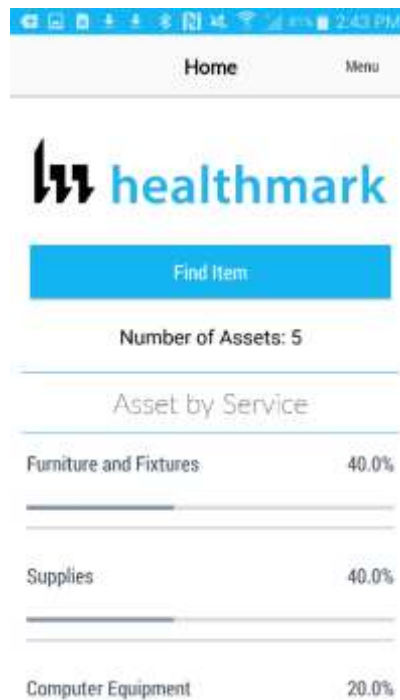 2:43 PM
Home
Menu
healthmark
Find Item
Number of Assets: 5
Asset by Service
Furniture and Fixtures
40.0%
Supplies
40.0%
Computer Equipment
20.0%